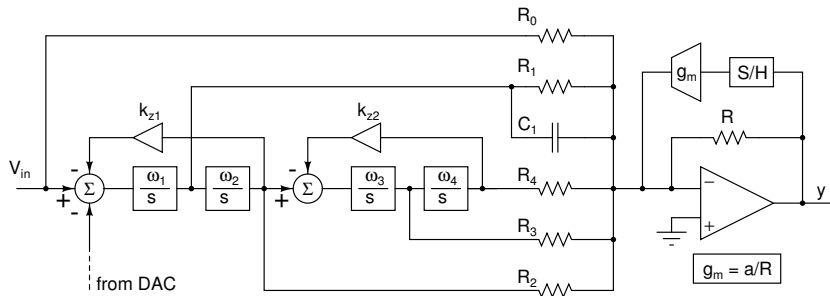 R0
R1
gm
S/H
kz1
kz2
C1
R
Vin
-
-
Σ
ω1
s
ω2
s
Σ
ω3
s
ω4
s
R4
−
y
+
-
+
+
R3
from DAC
R2
gm = a/R